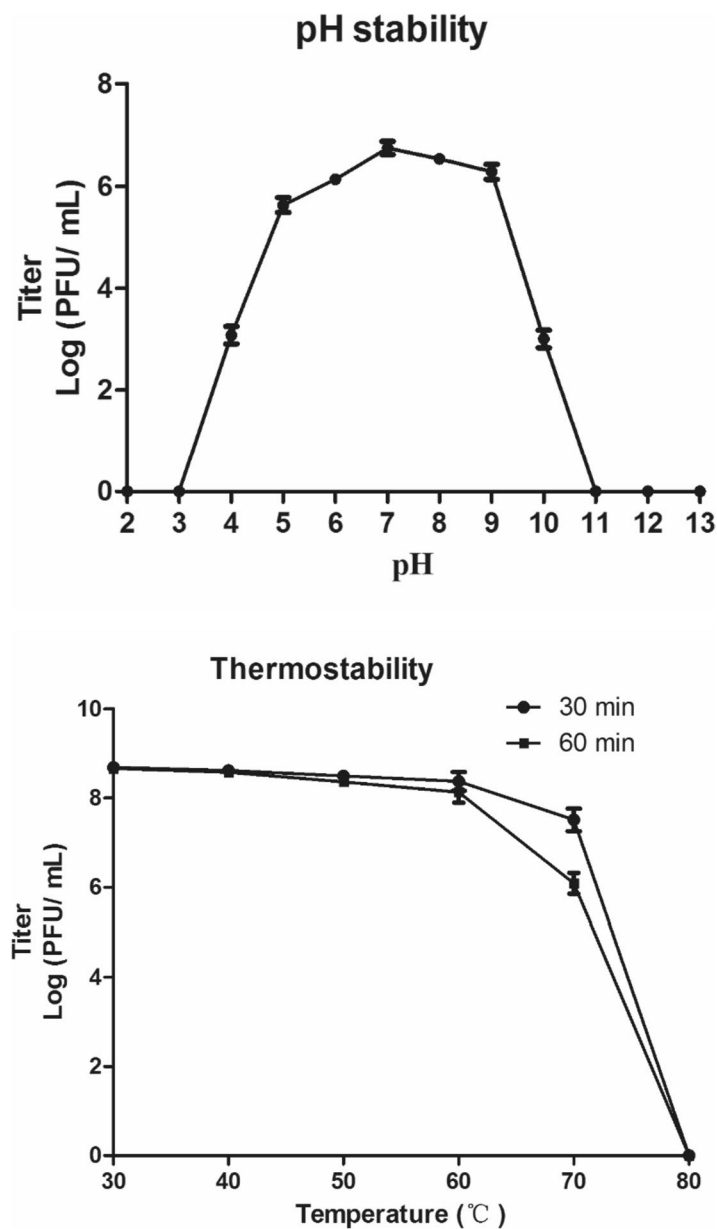 pH stability
Titer
Log (PFU/ mL)
8
6
4
2
0
2 3 4 5 6 7 8 9 10 11 12 13
pH
Thermostability
30 min
60 min
Titer
Log (PFU/ mL)
10
8
6
4
2
0
30 40 50 60 70 80
Temperature (℃)